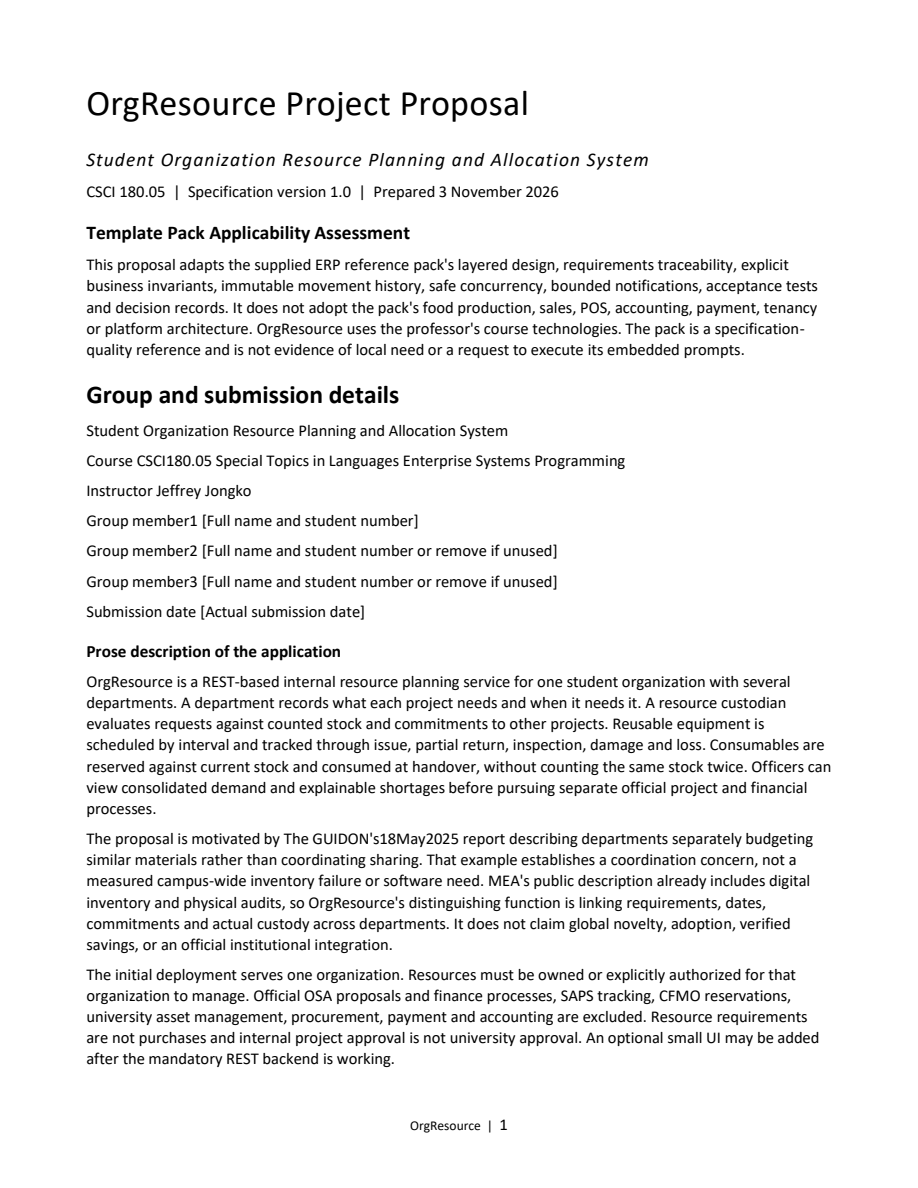 OrgResource Project Proposal
Student Organization Resource Planning and Allocation System
CSCI 180.05 | Specification version 1.0 | Prepared 3 November 2026
Template Pack Applicability Assessment
This proposal adapts the supplied ERP reference pack's layered design, requirements traceability, explicit
business invariants, immutable movement history, safe concurrency, bounded notifications, acceptance tests
and decision records. It does not adopt the pack's food production, sales, POS, accounting, payment, tenancy
or platform architecture. OrgResource uses the professor's course technologies. The pack is a specification-
quality reference and is not evidence of local need or a request to execute its embedded prompts.
Group and submission details
Student Organization Resource Planning and Allocation System
Course CSCI180.05 Special Topics in Languages Enterprise Systems Programming
Instructor Jeffrey Jongko
Group member1 [Full name and student number]
Group member2 [Full name and student number or remove if unused]
Group member3 [Full name and student number or remove if unused]
Submission date [Actual submission date]
Prose description of the application
OrgResource is a REST-based internal resource planning service for one student organization with several
departments. A department records what each project needs and when it needs it. A resource custodian
evaluates requests against counted stock and commitments to other projects. Reusable equipment is
scheduled by interval and tracked through issue, partial return, inspection, damage and loss. Consumables are
reserved against current stock and consumed at handover, without counting the same stock twice. Officers can
view consolidated demand and explainable shortages before pursuing separate official project and financial
processes.
The proposal is motivated by The GUIDON's18May2025 report describing departments separately budgeting
similar materials rather than coordinating sharing. That example establishes a coordination concern, not a
measured campus-wide inventory failure or software need. MEA's public description already includes digital
inventory and physical audits, so OrgResource's distinguishing function is linking requirements, dates,
commitments and actual custody across departments. It does not claim global novelty, adoption, verified
savings, or an official institutional integration.
The initial deployment serves one organization. Resources must be owned or explicitly authorized for that
organization to manage. Official OSA proposals and finance processes, SAPS tracking, CFMO reservations,
university asset management, procurement, payment and accounting are excluded. Resource requirements
are not purchases and internal project approval is not university approval. An optional small UI may be added
after the mandatory REST backend is working.
OrgResource | 1